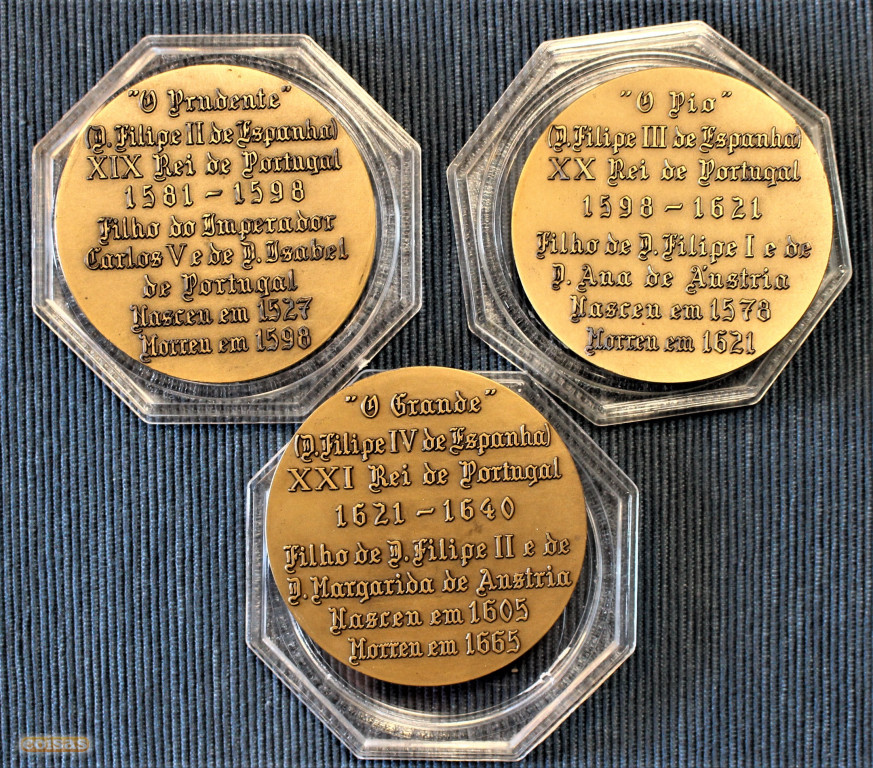 "O Prudente"
(D. Filipe II de Espanha)
XIX Rei de Portugal
1581 - 1598
Filho do Imperador
Carlos V e de D. Isabel
de Portugal
Nasceu em 1527
Morreu em 1598
"O Pio"
(D. Filipe III de Espanha)
XX Rei de Portugal
1598 - 1621
Filho de D. Filipe I e de
D. Ana de Áustria
Nasceu em 1578
Morreu em 1621
"O Grande"
(D. Filipe IV de Espanha)
XXI Rei de Portugal
1621 - 1640
Filho de D. Filipe II e de
D. Margarida de Austria
Nasceu em 1605
Morreu em 1665
coisas